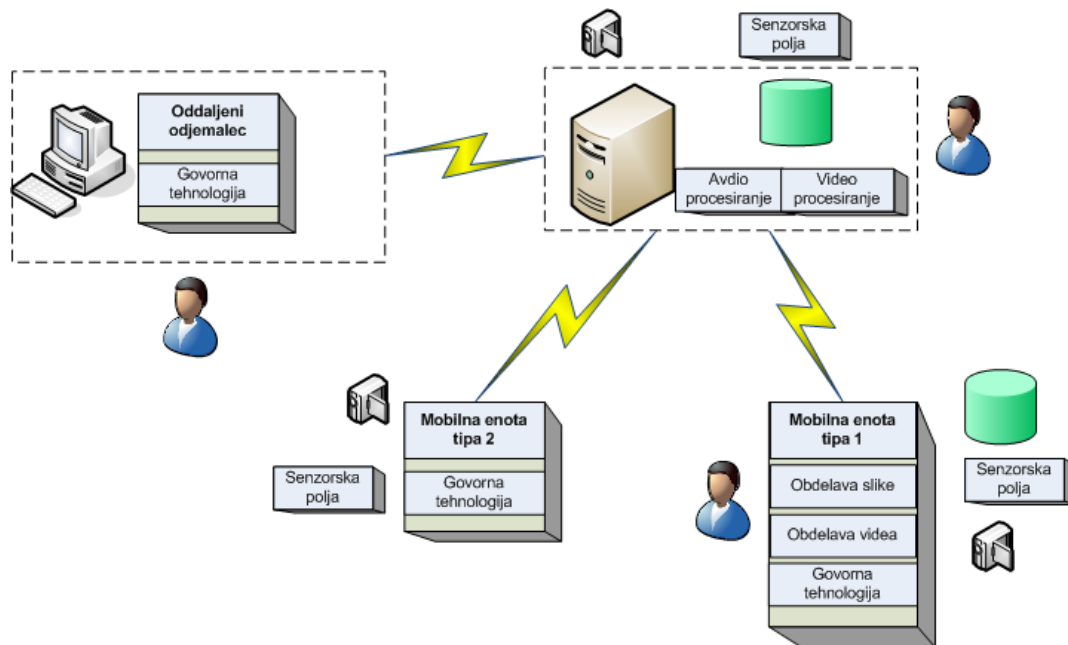 Senzorska
polja
Oddaljeni
odjemalec
Govorna
tehnologija
Avdio
procesiranje
Video
procesiranje
Mobilna enota
tipa 2
Senzorska
polja
Govorna
tehnologija
Mobilna enota
tipa 1
Obdelava slike
Obdelava videa
Govorna
tehnologija
Senzorska
polja